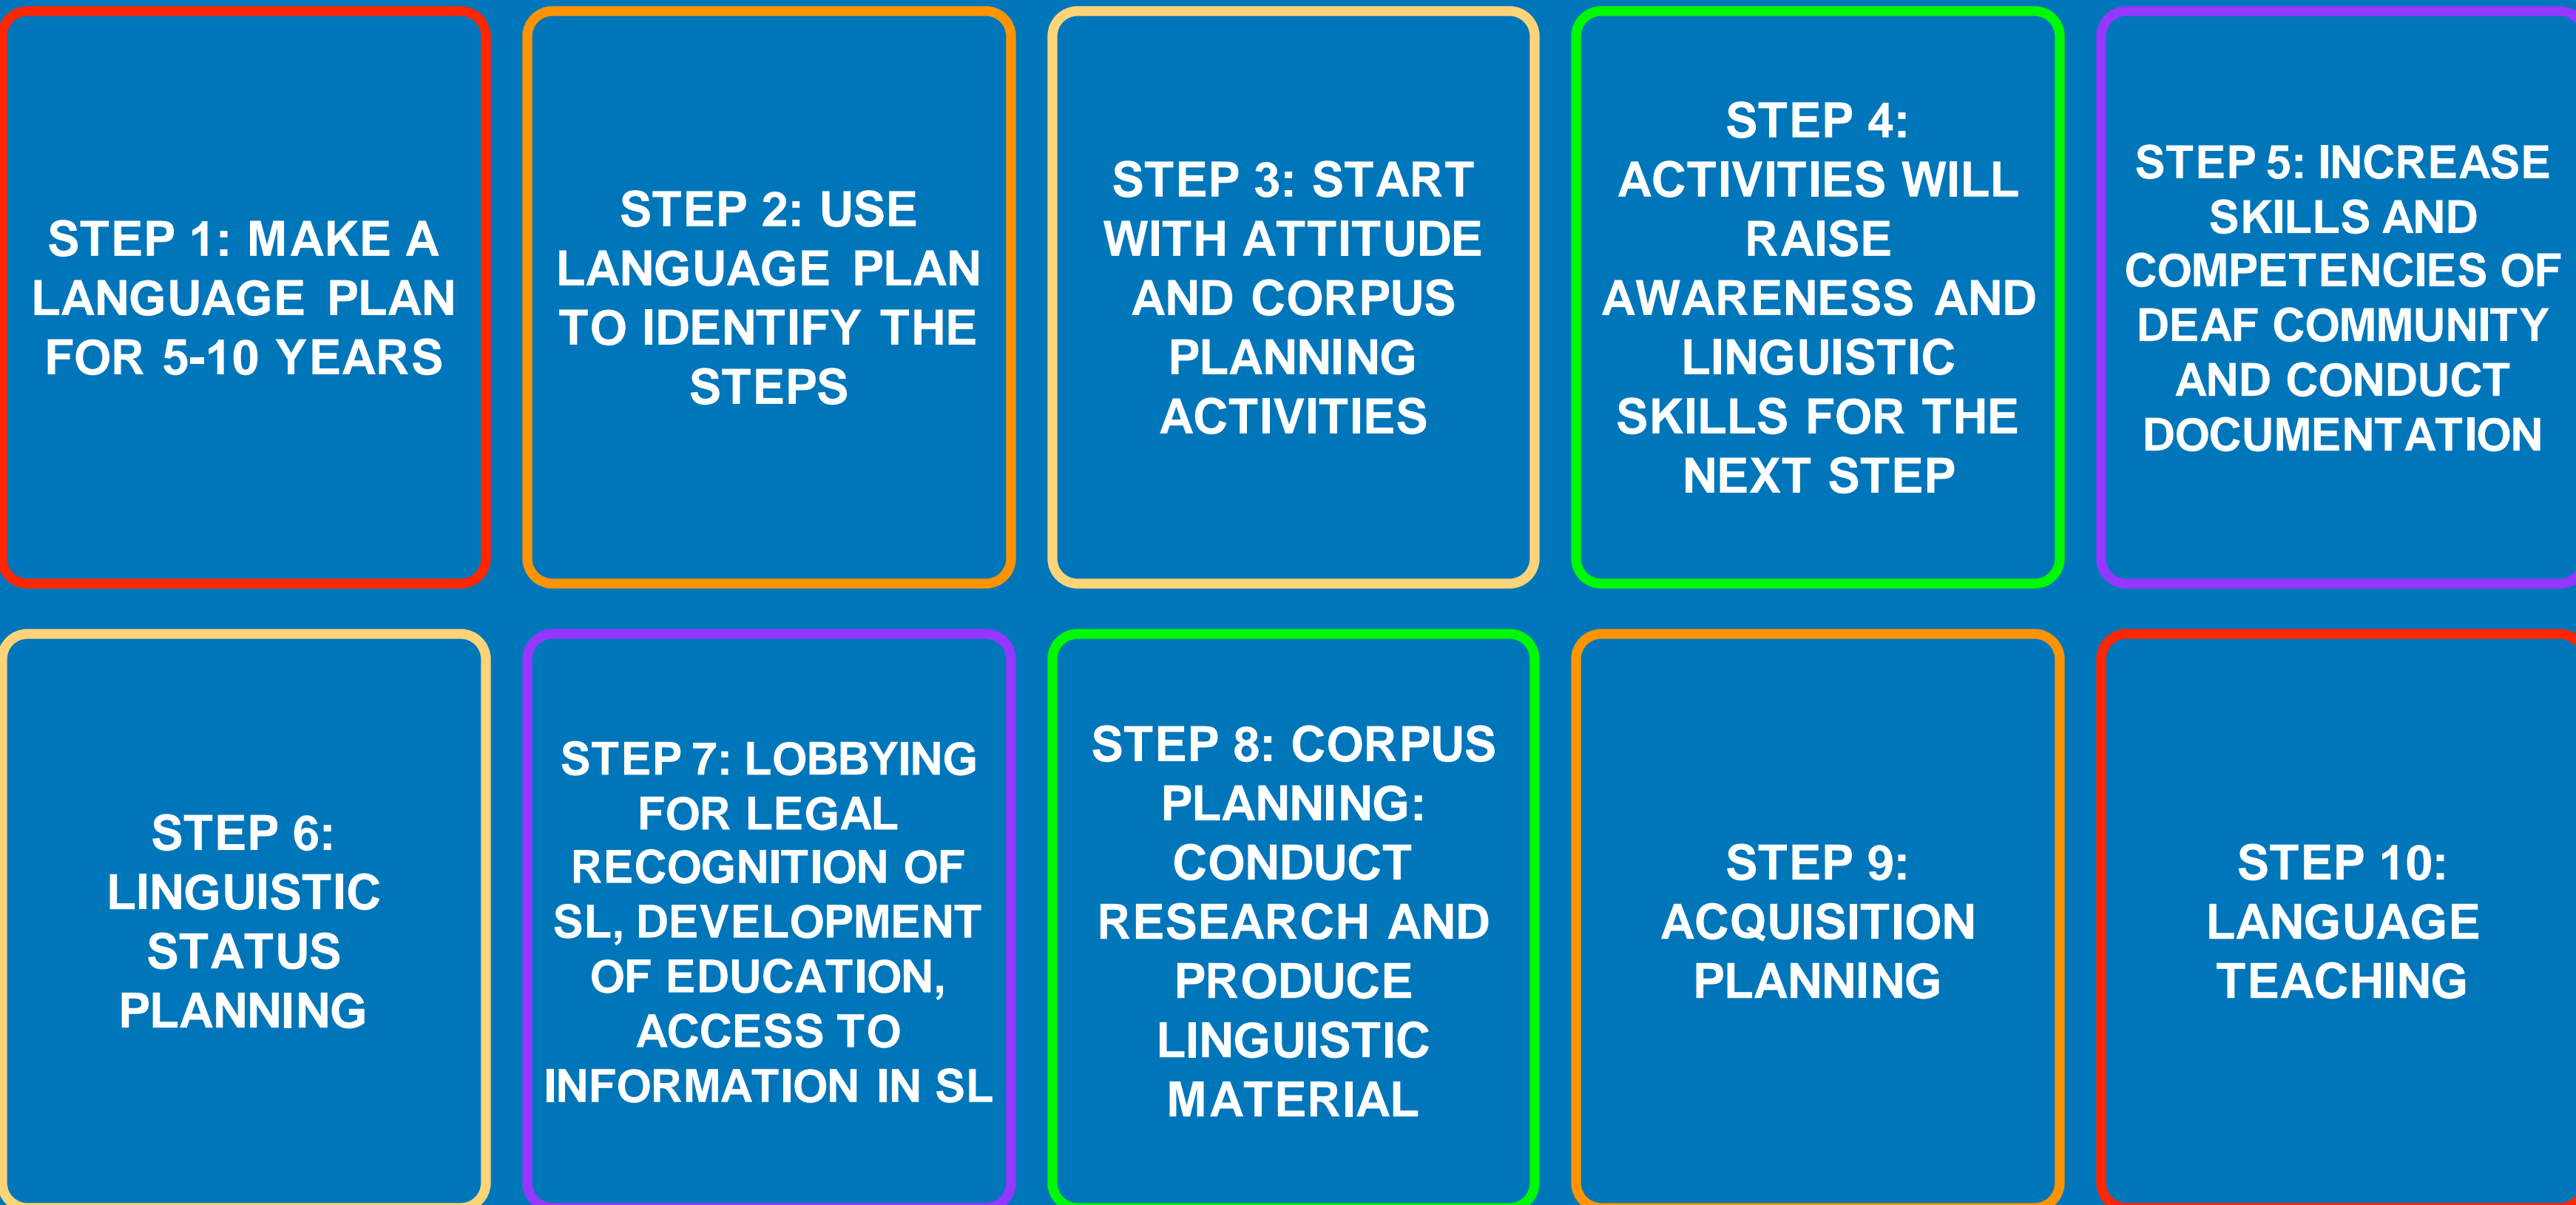 STEP 1: MAKE A
LANGUAGE PLAN
FOR 5-10 YEARS
STEP 2: USE
LANGUAGE PLAN
TO IDENTIFY THE
STEPS
STEP 3: START
WITH ATTITUDE
AND CORPUS
PLANNING
ACTIVITIES
STEP 4:
ACTIVITIES WILL
RAISE
AWARENESS AND
LINGUISTIC
SKILLS FOR THE
NEXT STEP
STEP 5: INCREASE
SKILLS AND
COMPETENCIES OF
DEAF COMMUNITY
AND CONDUCT
DOCUMENTATION
STEP 6:
LINGUISTIC
STATUS
PLANNING
STEP 7: LOBBYING
FOR LEGAL
RECOGNITION OF
SL, DEVELOPMENT
OF EDUCATION,
ACCESS TO
INFORMATION IN SL
STEP 8: CORPUS
PLANNING:
CONDUCT
RESEARCH AND
PRODUCE
LINGUISTIC
MATERIAL
STEP 9:
ACQUISITION
PLANNING
STEP 10:
LANGUAGE
TEACHING